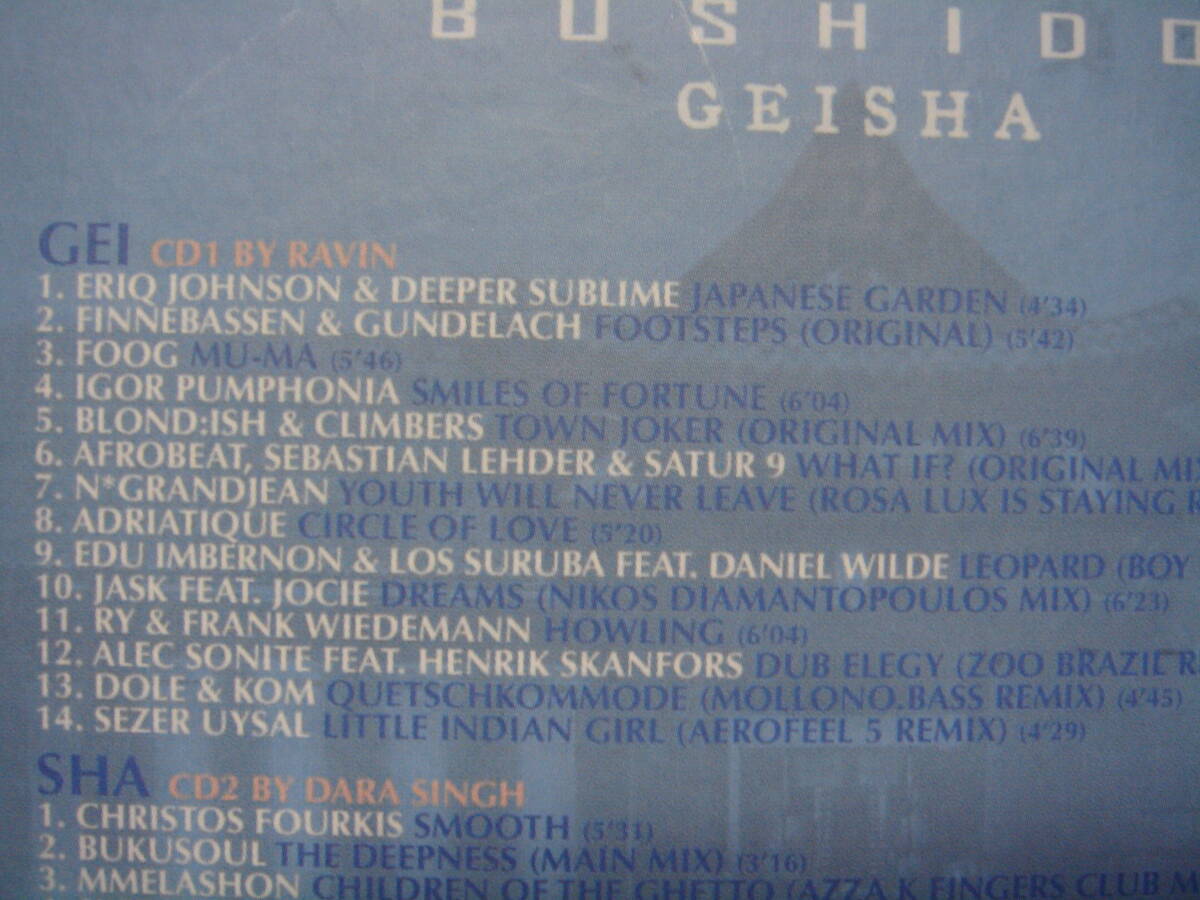 BUSHIDO
GEISHA
GEI CD1 BY RAVIN
1. ERIQ JOHNSON & DEEPER SUBLIME JAPANESE GARDEN (4'34)
2. FINNEBASSEN & GUNDELACH FOOTSTEPS (ORIGINAL) (5'42)
3. FOOG MU-MA (5'46)
4. IGOR PUMPHONIA SMILES OF FORTUNE (6'04)
5. BLOND:ISH & CLIMBERS TOWN JOKER (ORIGINAL MIX) (6'39)
6. AFROBEAT, SEBASTIAN LEHDER & SATUR 9 WHAT IF? (ORIGINAL
7. N*GRANDJEAN YOUTH WILL NEVER LEAVE (ROSA LUX IS STAYING
8. ADRIATIQUE CIRCLE OF LOVE (5'20)
9. EDU IMBERNON & LOS SURUBA FEAT. DANIEL WILDE LEOPARD (BOY
10. JASK FEAT. JOCIE DREAMS (NIKOS DIAMANTOPOULOS MIX) (6'23)
11. RY & FRANK WIEDEMANN HOWLING (6'04)
12. ALEC SONITE FEAT. HENRIK SKANFORS DUB ELEGY (ZOO BRAZIL
13. DOLE & KOM QUETSCHKOMMODE (MOLLONO.BASS REMIX) (4'45)
14. SEZER UYSAL LITTLE INDIAN GIRL (AEROFEEL 5 REMIX) (4'29)
SHA CD2 BY DARA SINGH
1. CHRISTOS FOURKIS SMOOTH (5'31)
2. BUKUSOUL THE DEEPNESS (MAIN MIX) (3'16)
3. MMELASHON CHILDREN OF THE GHETTO (AZZA K FINGERS CLUB